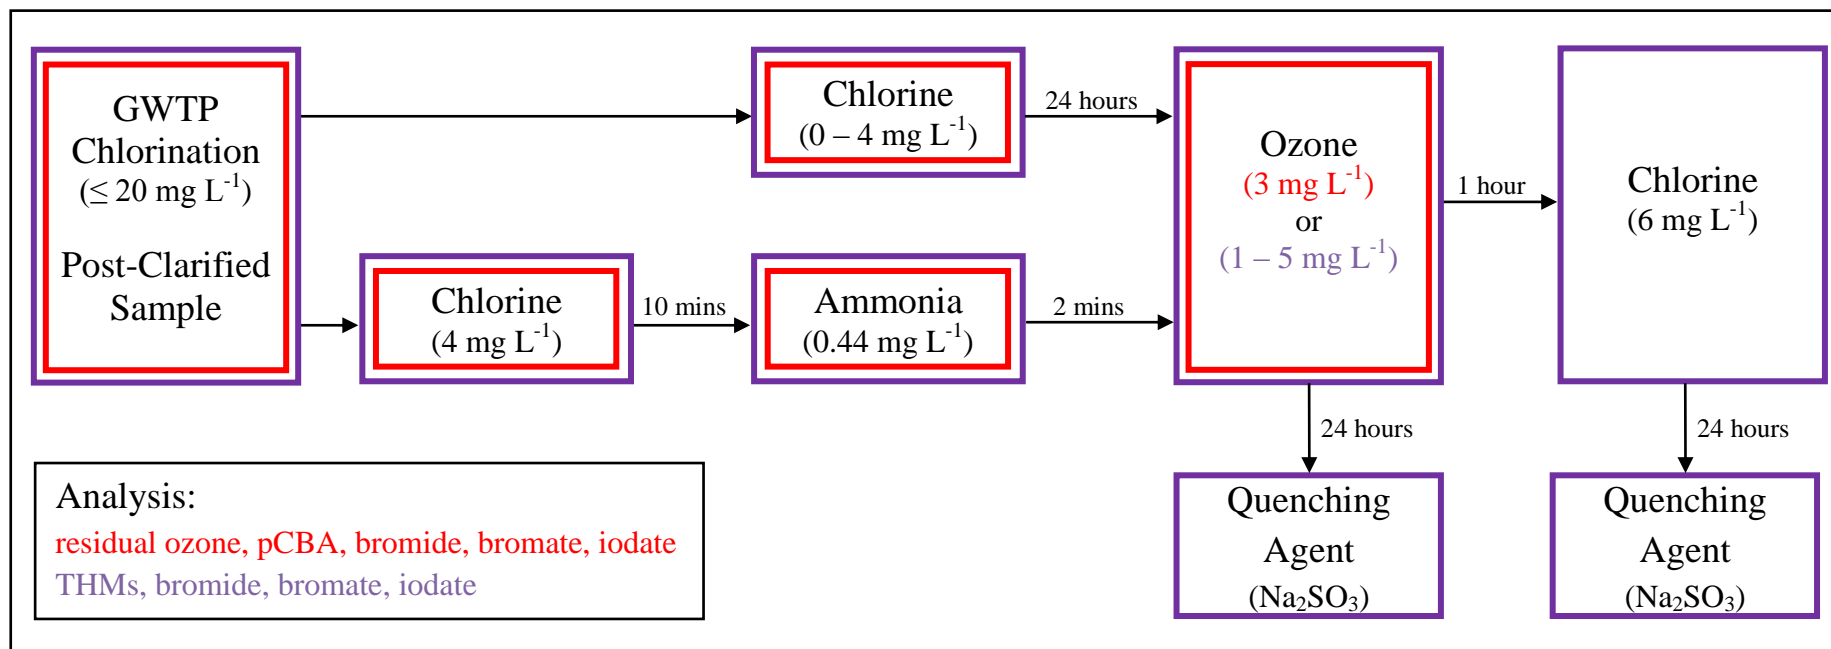 GWTP
Chlorination
(≤ 20 mg L⁻¹)
Post-Clarified
Sample
Chlorine
(0 – 4 mg L⁻¹)
24 hours
Chlorine
(4 mg L⁻¹)
10 mins
Ammonia
(0.44 mg L⁻¹)
2 mins
Ozone
(3 mg L⁻¹)
or
(1 – 5 mg L⁻¹)
1 hour
Chlorine
(6 mg L⁻¹)
24 hours
24 hours
Quenching
Agent
(Na₂SO₃)
Quenching
Agent
(Na₂SO₃)
Analysis:
residual ozone, pCBA, bromide, bromate, iodate
THMs, bromide, bromate, iodate